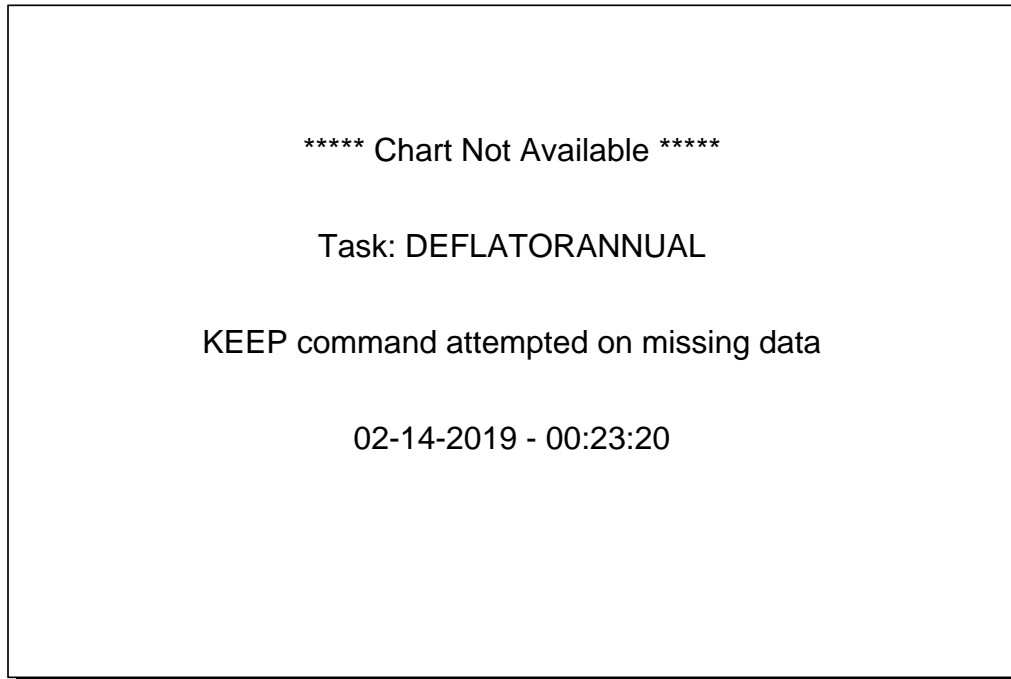 ***** Chart Not Available *****
Task: DEFLATORANNUAL
KEEP command attempted on missing data
02-14-2019 - 00:23:20